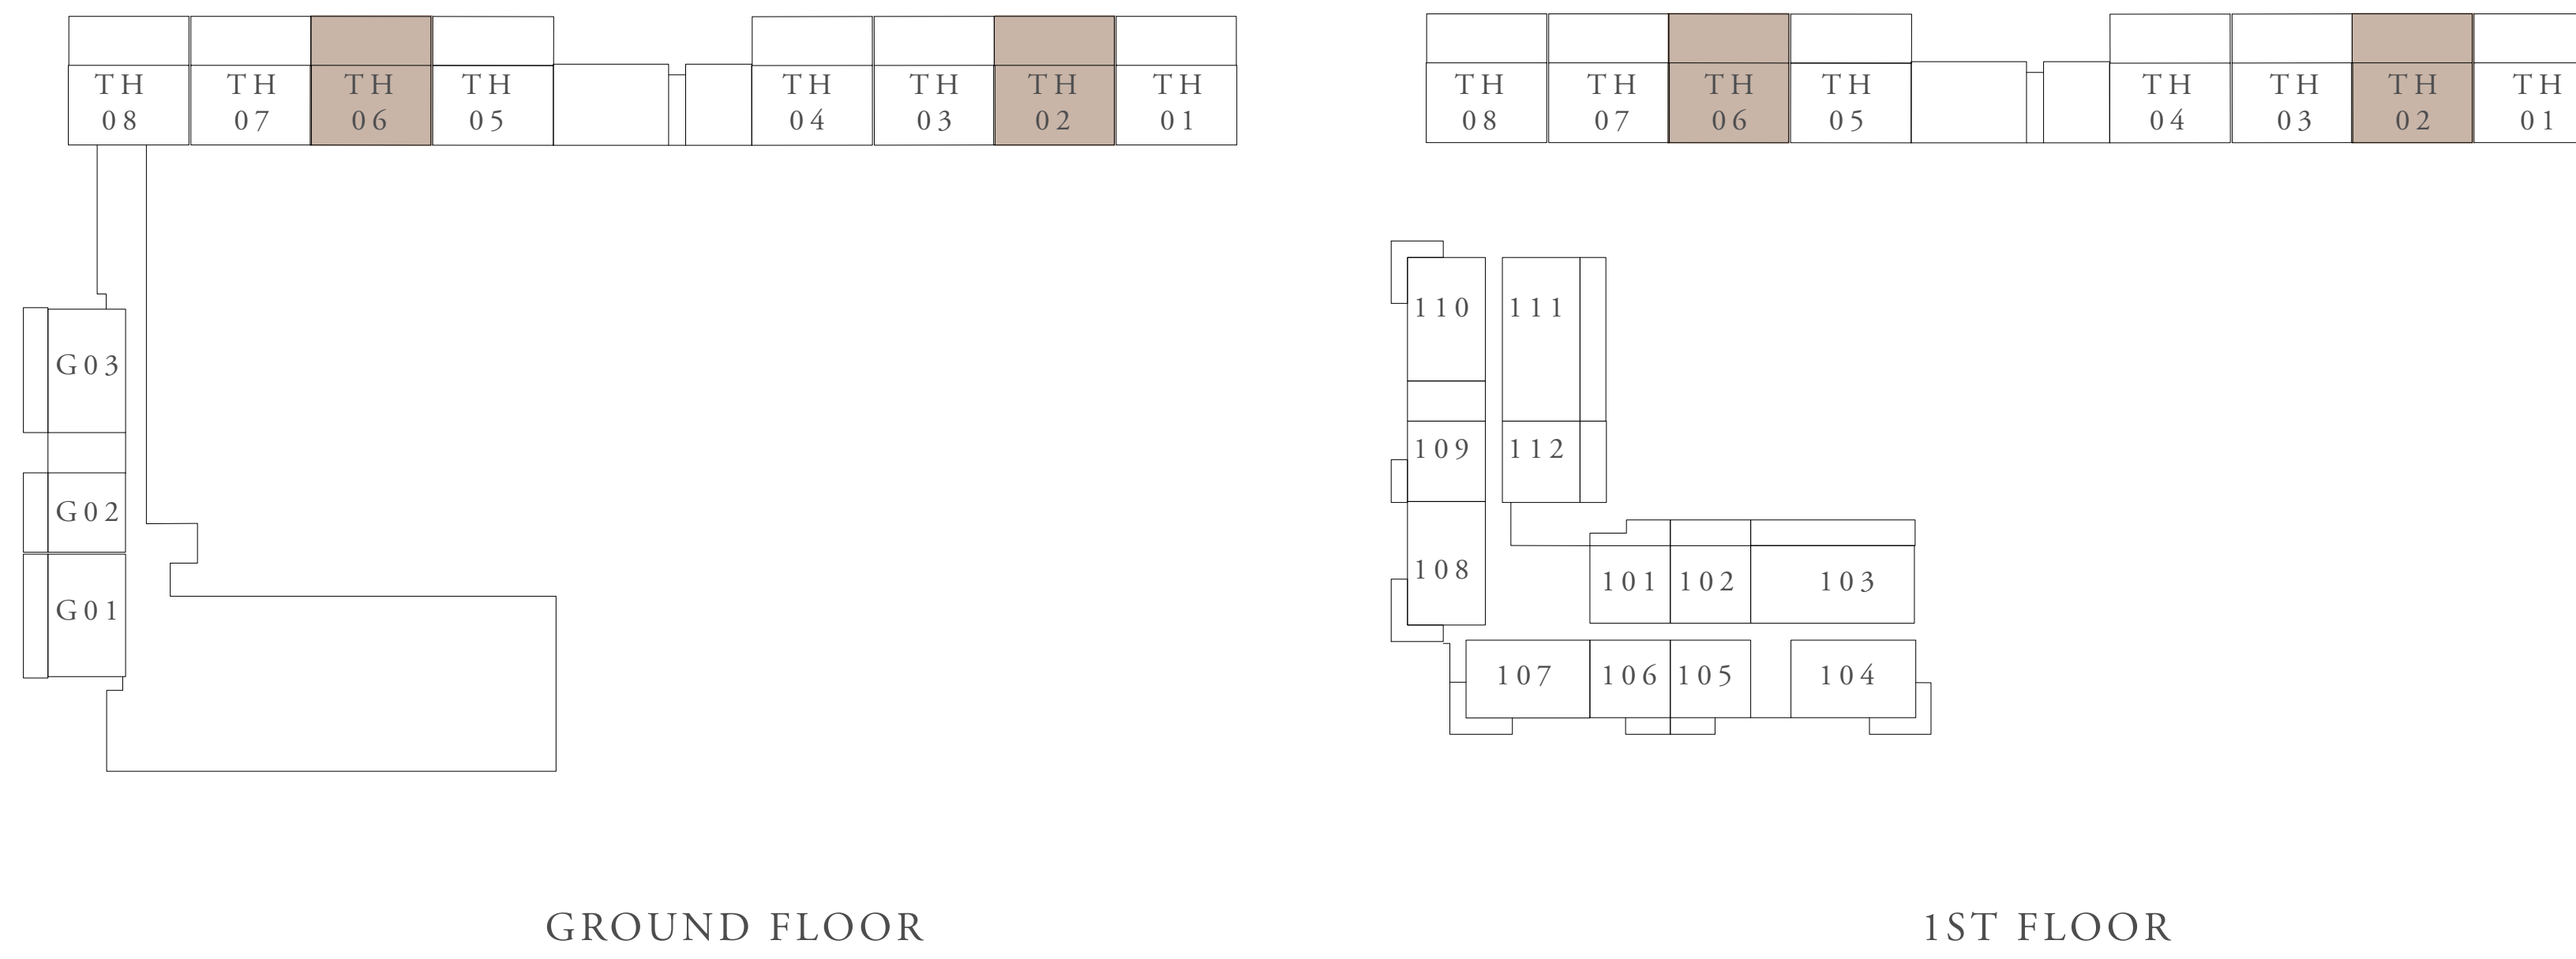 TH TH TH TH TH TH TH TH
08 07 06 05 04 03 02 01
G03
G02
G01
GROUND FLOOR
TH TH TH TH TH TH TH TH
08 07 06 05 04 03 02 01
110 111
109 112
108
101 102 103
107 106 105 104
1ST FLOOR